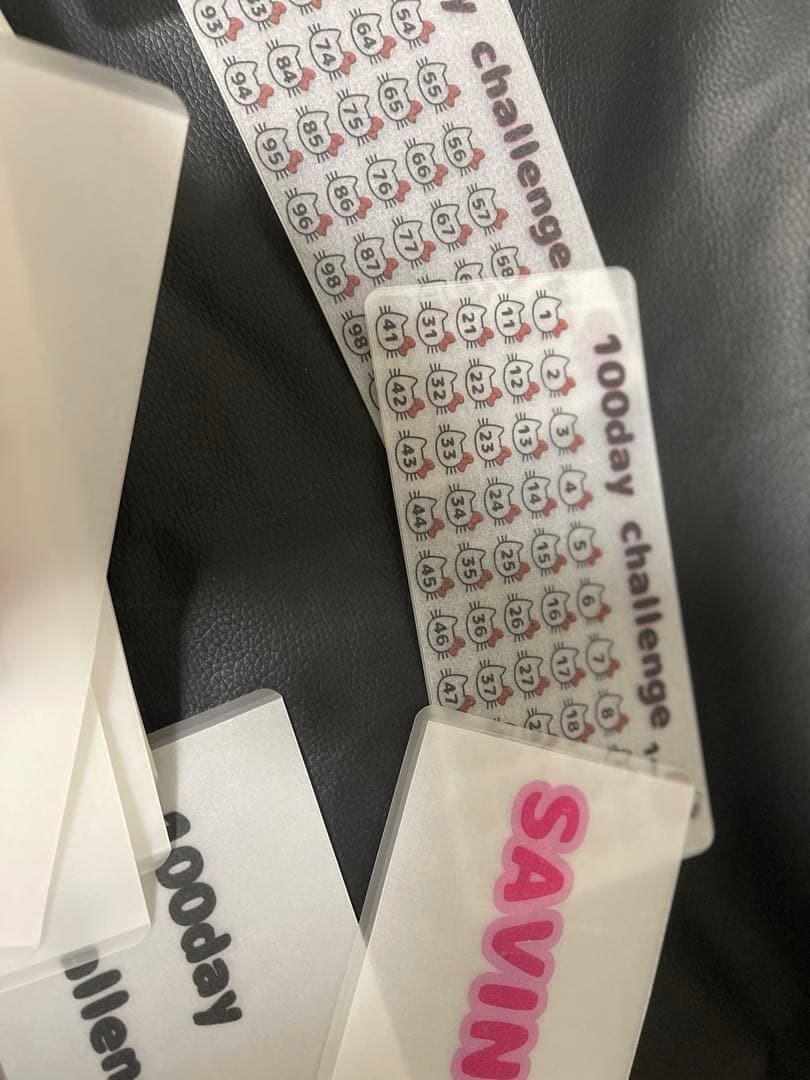 challenge
54 55 56 57 58
64 65 66 67
74 75 76 77
84 85 86 87
93 94 95 96 98 98
100day challenge
1 2 3 4 5 6 7 8
11 12 13 14 15 16 17 18
21 22 23 24 25 26 27
31 32 33 34 35 36 37
41 42 43 44 45 46 47
SAVIN
100day
allen